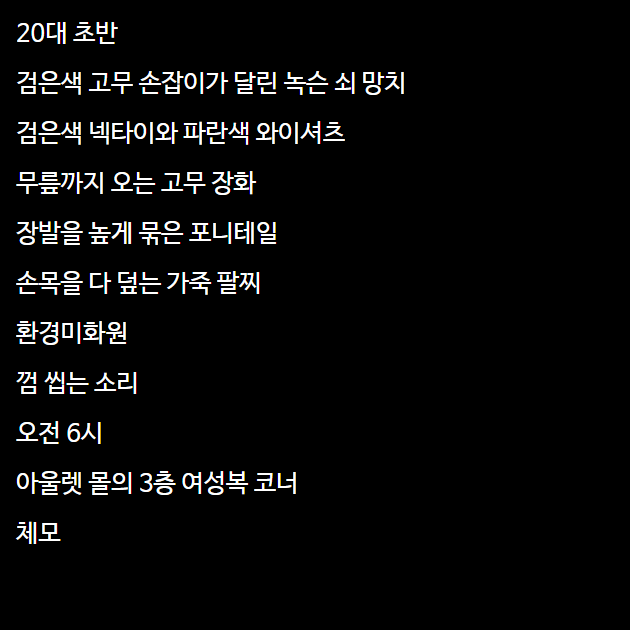 20대 초반
검은색 고무 손잡이가 달린 녹슨 쇠 망치
검은색 넥타이와 파란색 와이셔츠
무릎까지 오는 고무 장화
장발을 높게 묶은 포니테일
손목을 다 덮는 가죽 팔찌
환경미화원
껌 씹는 소리
오전 6시
아울렛 몰의 3층 여성복 코너
체모